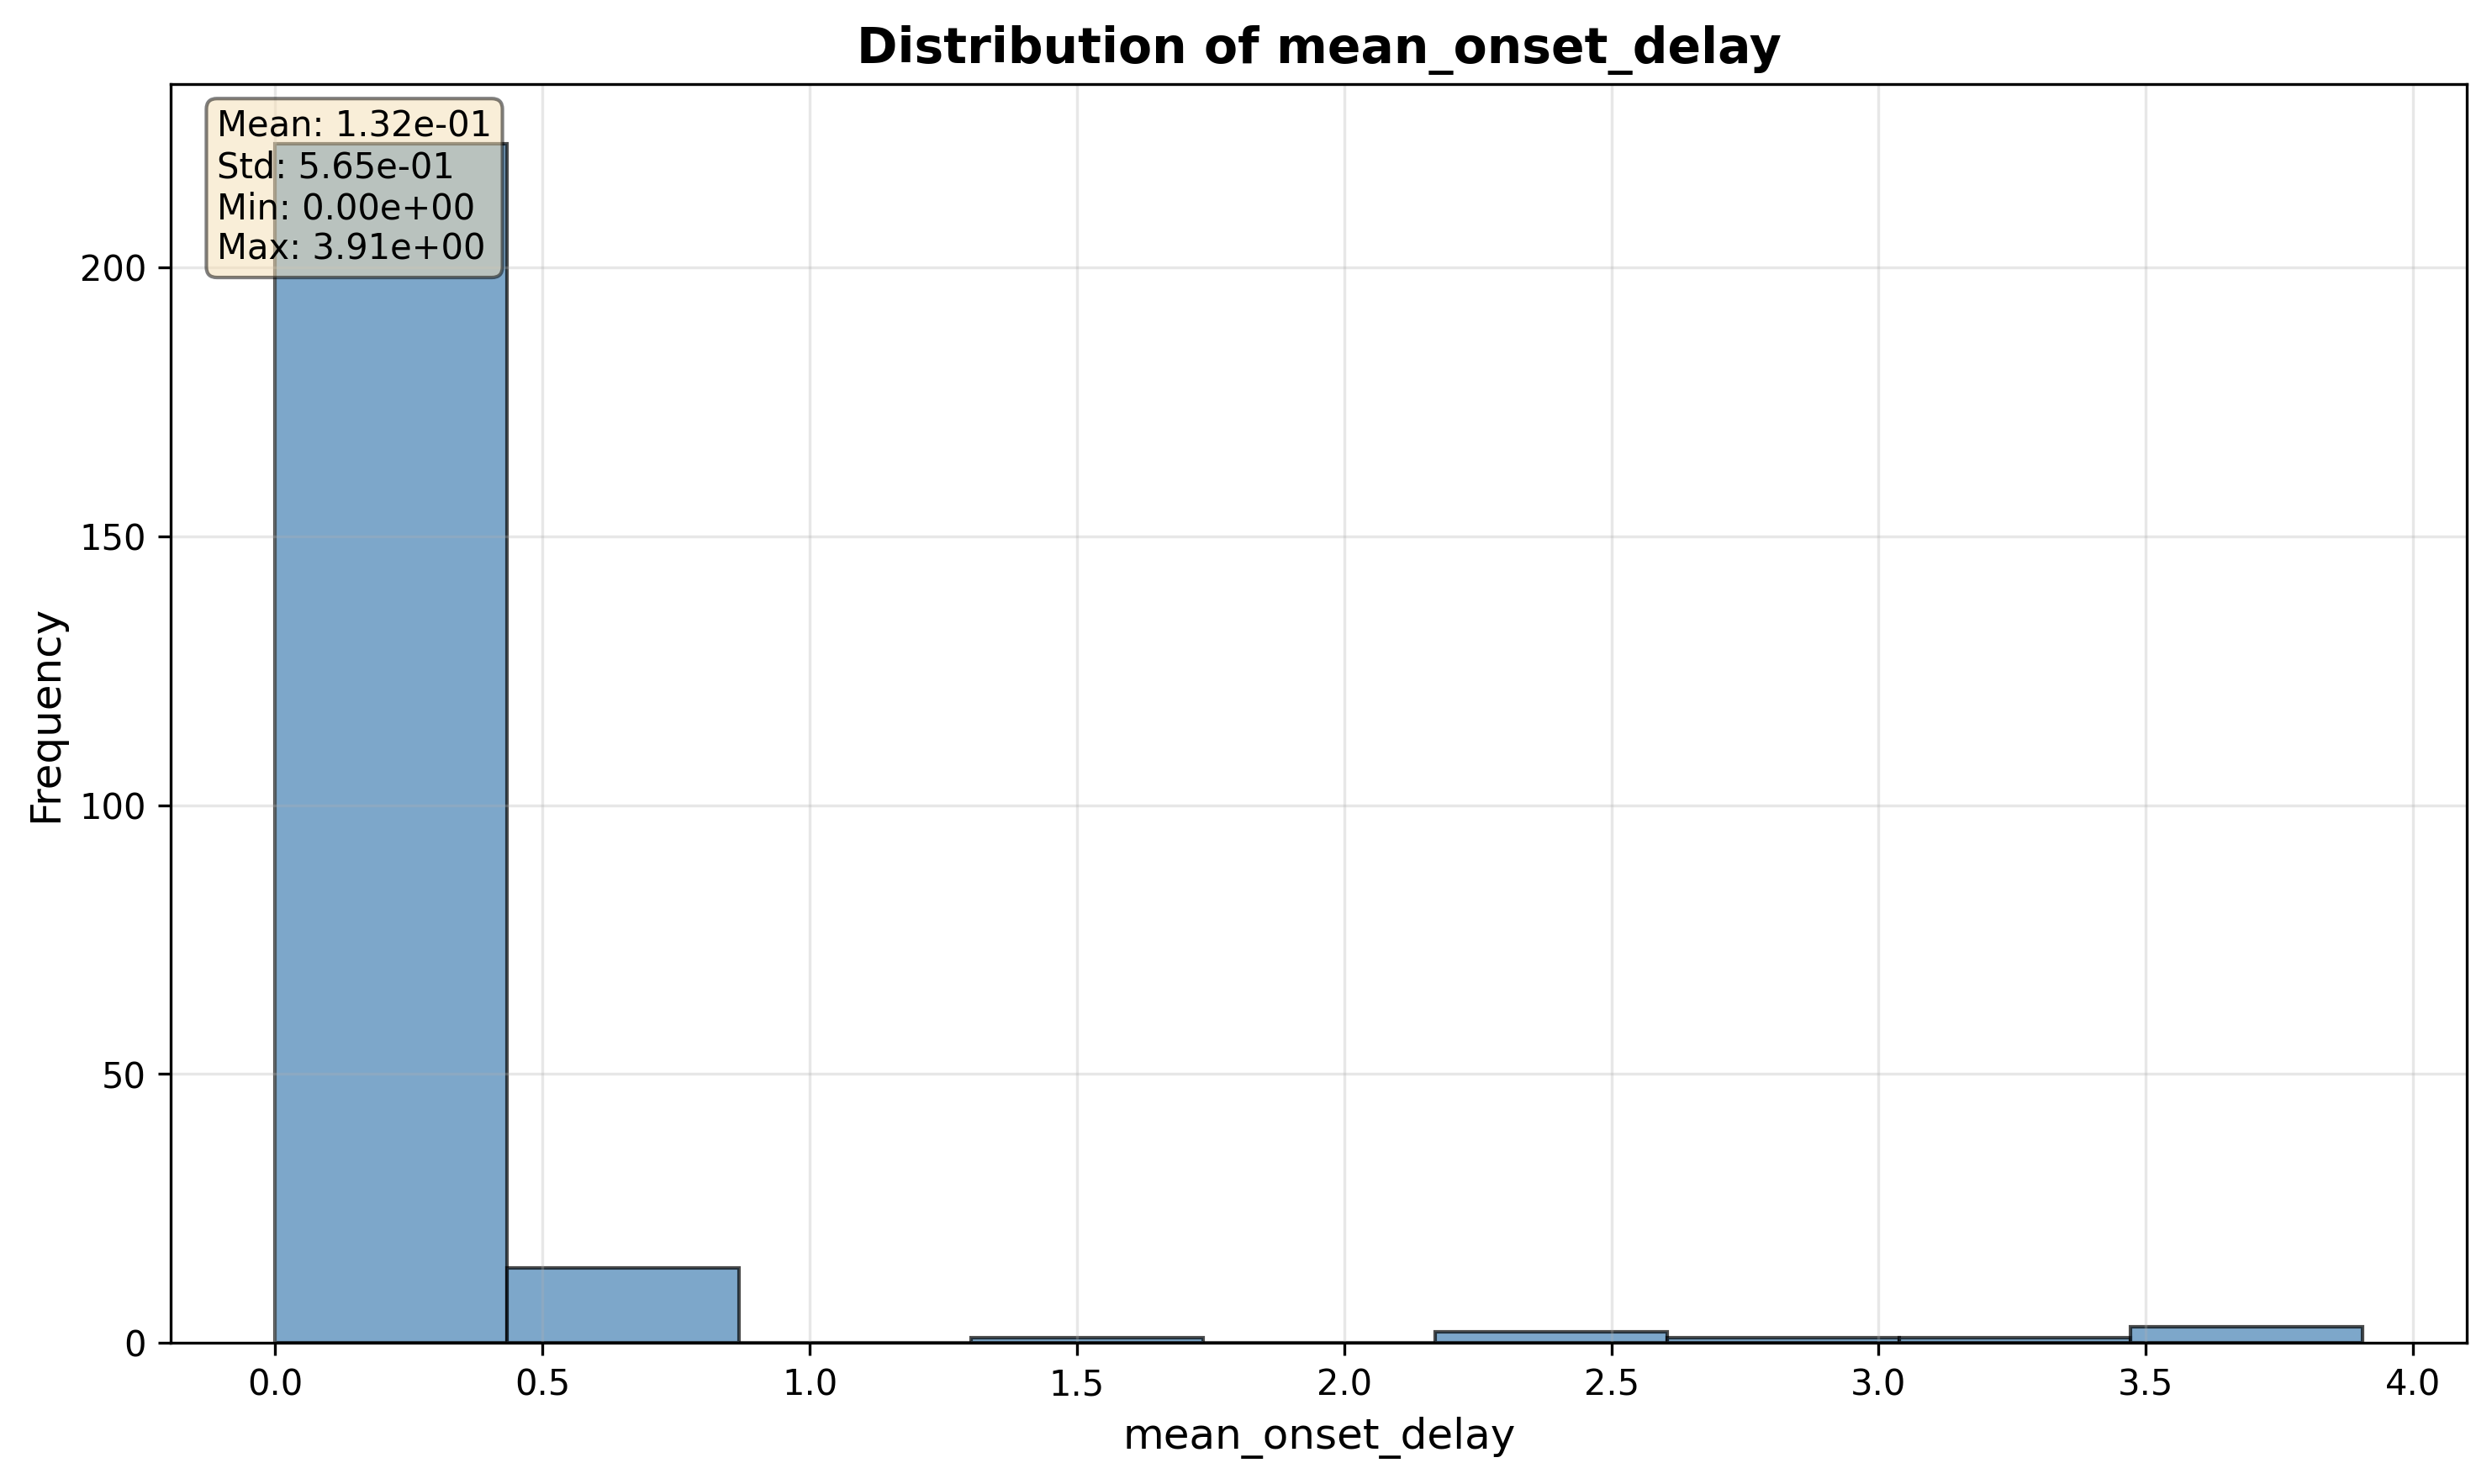 Distribution of mean_onset_delay
Mean: 1.32e-01
Std: 5.65e-01
Min: 0.00e+00
Max: 3.91e+00
Frequency
200
150
100
50
0
0.0 0.5 1.0 1.5 2.0 2.5 3.0 3.5 4.0
mean_onset_delay